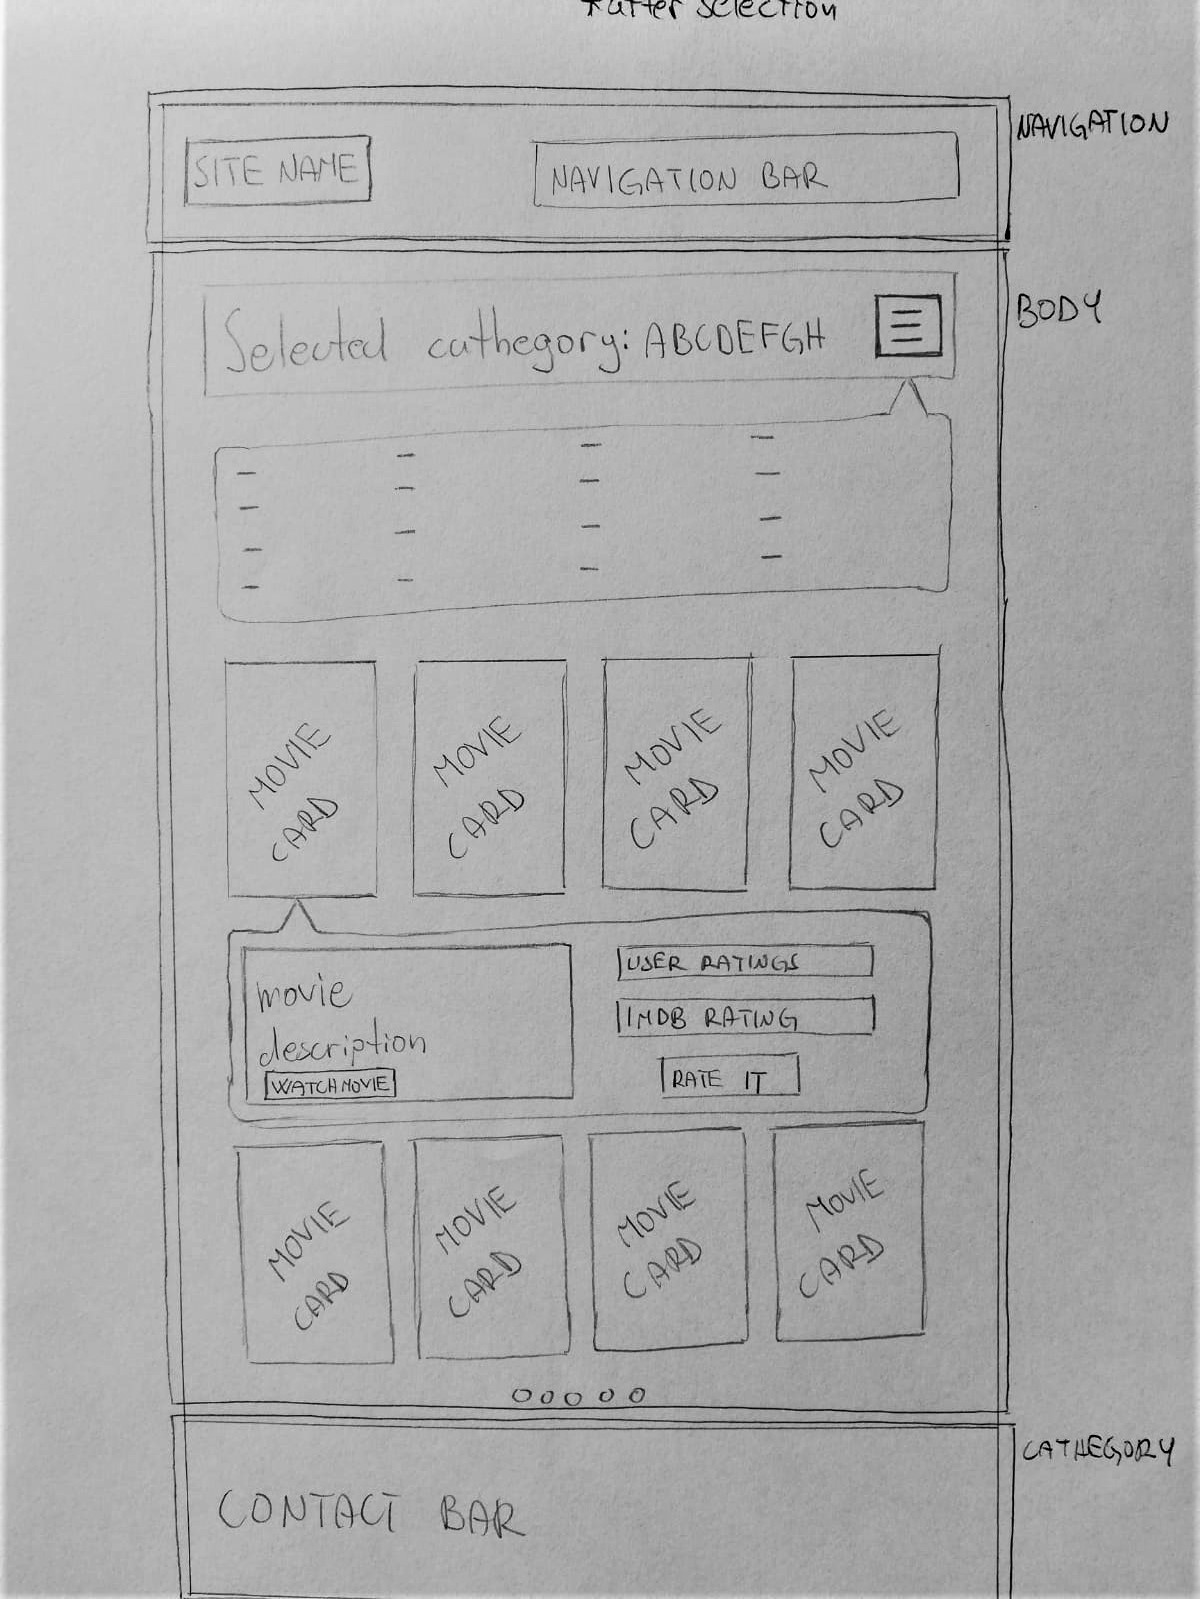 after selection
NAVIGATION
SITE NAME
NAVIGATION BAR
BODY
Selected cathegory: ABCDEFGH
MOVIE
CARD
MOVIE
CARD
MOVIE
CARD
MOVIE
CARD
movie
description
WATCH MOVIE
USER RATINGS
IMDB RATING
RATE IT
MOVIE
CARD
MOVIE
CARD
MOVIE
CARD
MOVIE
CARD
CATHEGORY
CONTACT BAR